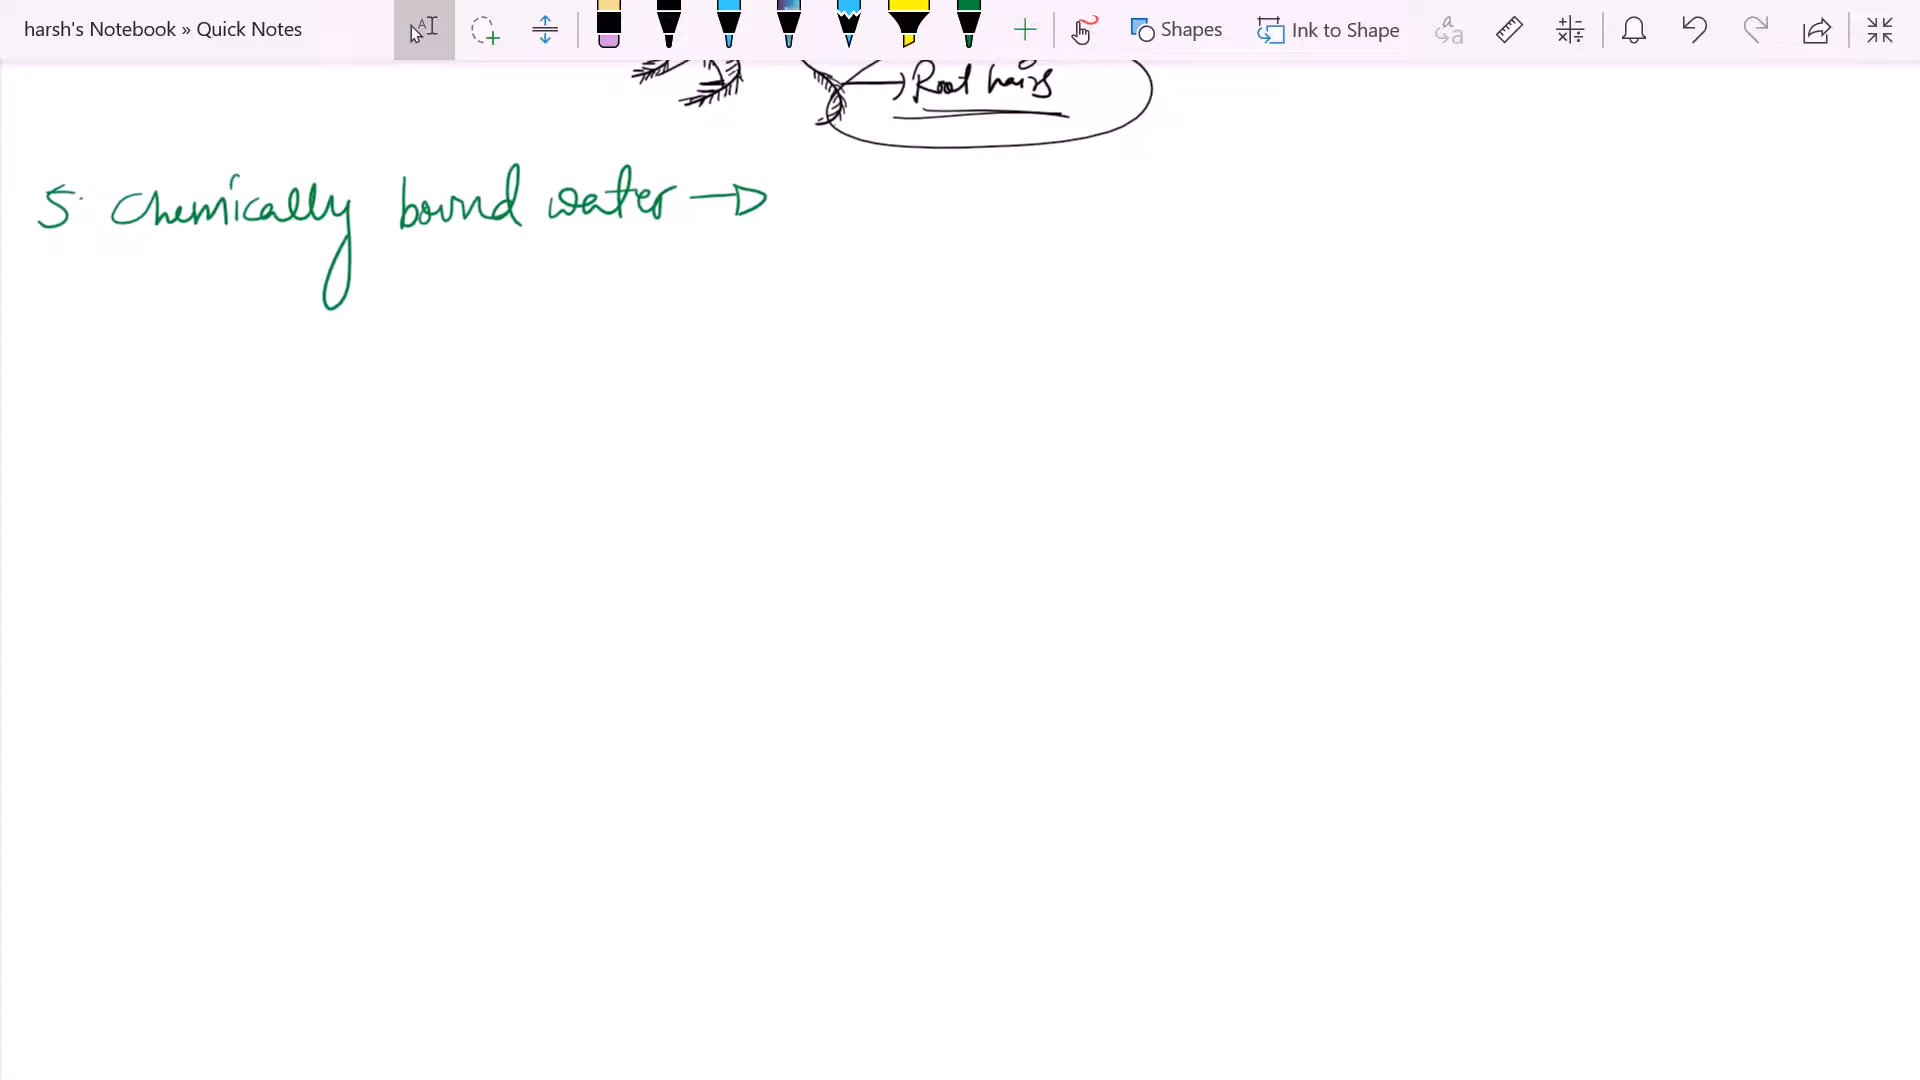 harsh's Notebook » Quick Notes
Shapes
Ink to Shape
Root hairs
5. Chemically bound water →